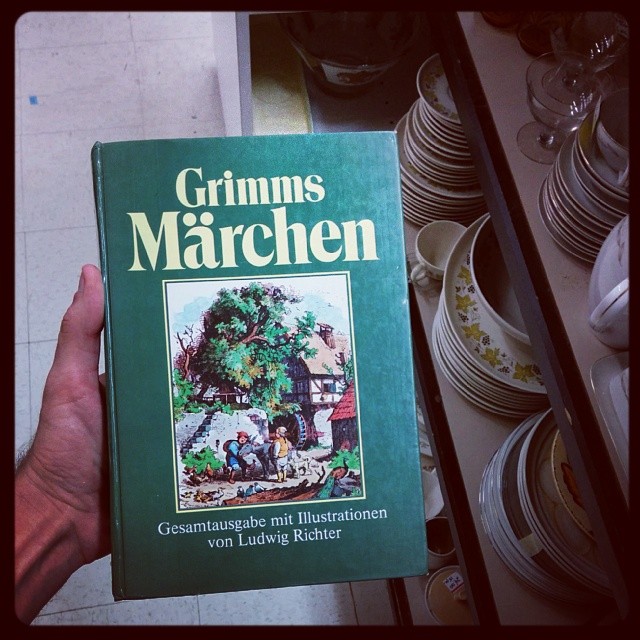 Grimms
Märchen
Gesamtausgabe mit Illustrationen
von Ludwig Richter